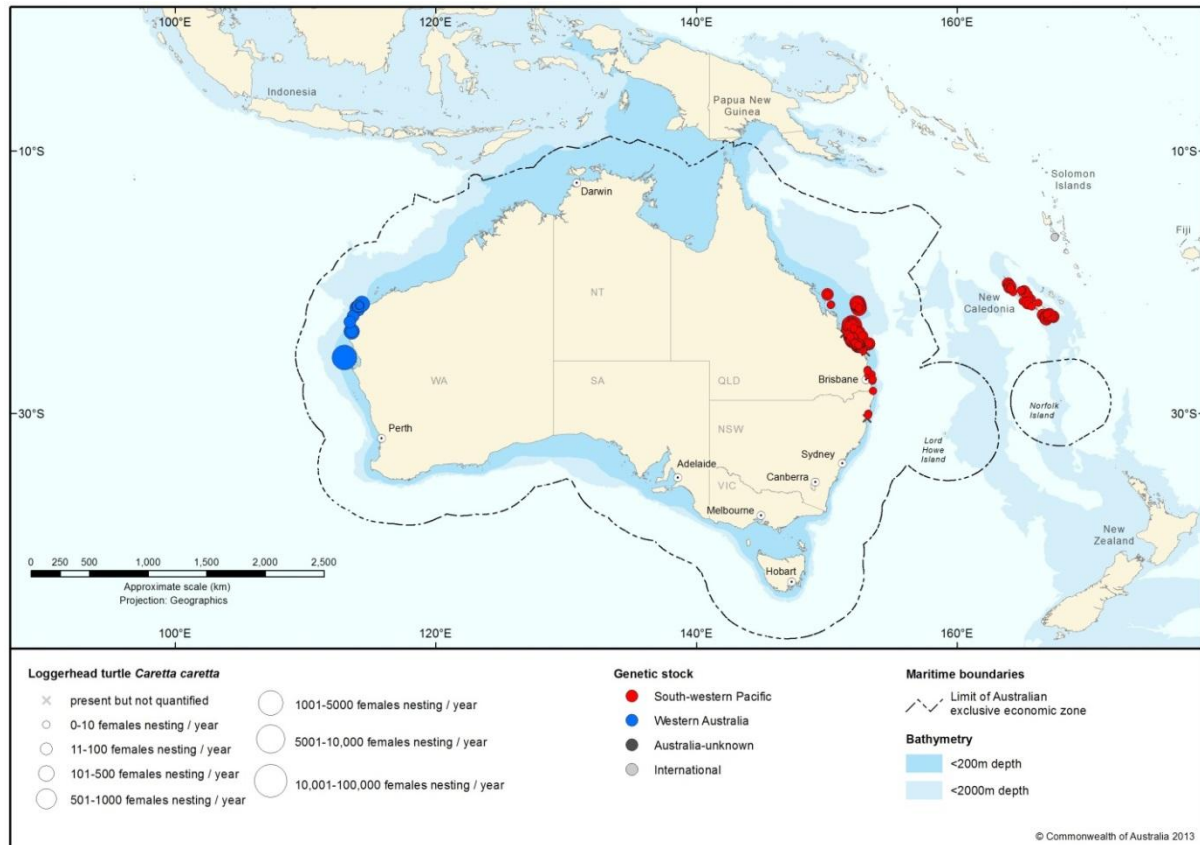 100°E
120°E
140°E
160°E
Indonesia
Papua New
Guinea
10°S
10°S
Solomon
Islands
Darwin
Fiji
NT
New
Caledonia
WA
SA
QLD
Brisbane
30°S
30°S
Norfolk
Island
Perth
NSW
Lord
Howe
Island
Sydney
Adelaide
Canberra
VIC
Melbourne
New
Zealand
0 250 500 1,000 1,500 2,000 2,500
Approximate scale (km)
Projection: Geographics
Hobart
100°E
120°E
140°E
160°E
Loggerhead turtle Caretta caretta
present but not quantified
0-10 females nesting / year
11-100 females nesting / year
101-500 females nesting / year
501-1000 females nesting / year
1001-5000 females nesting / year
5001-10,000 females nesting / year
10,001-100,000 females nesting / year
Genetic stock
South-western Pacific
Western Australia
Australia-unknown
International
Maritime boundaries
Limit of Australian
exclusive economic zone
Bathymetry
<200m depth
<2000m depth
© Commonwealth of Australia 2013